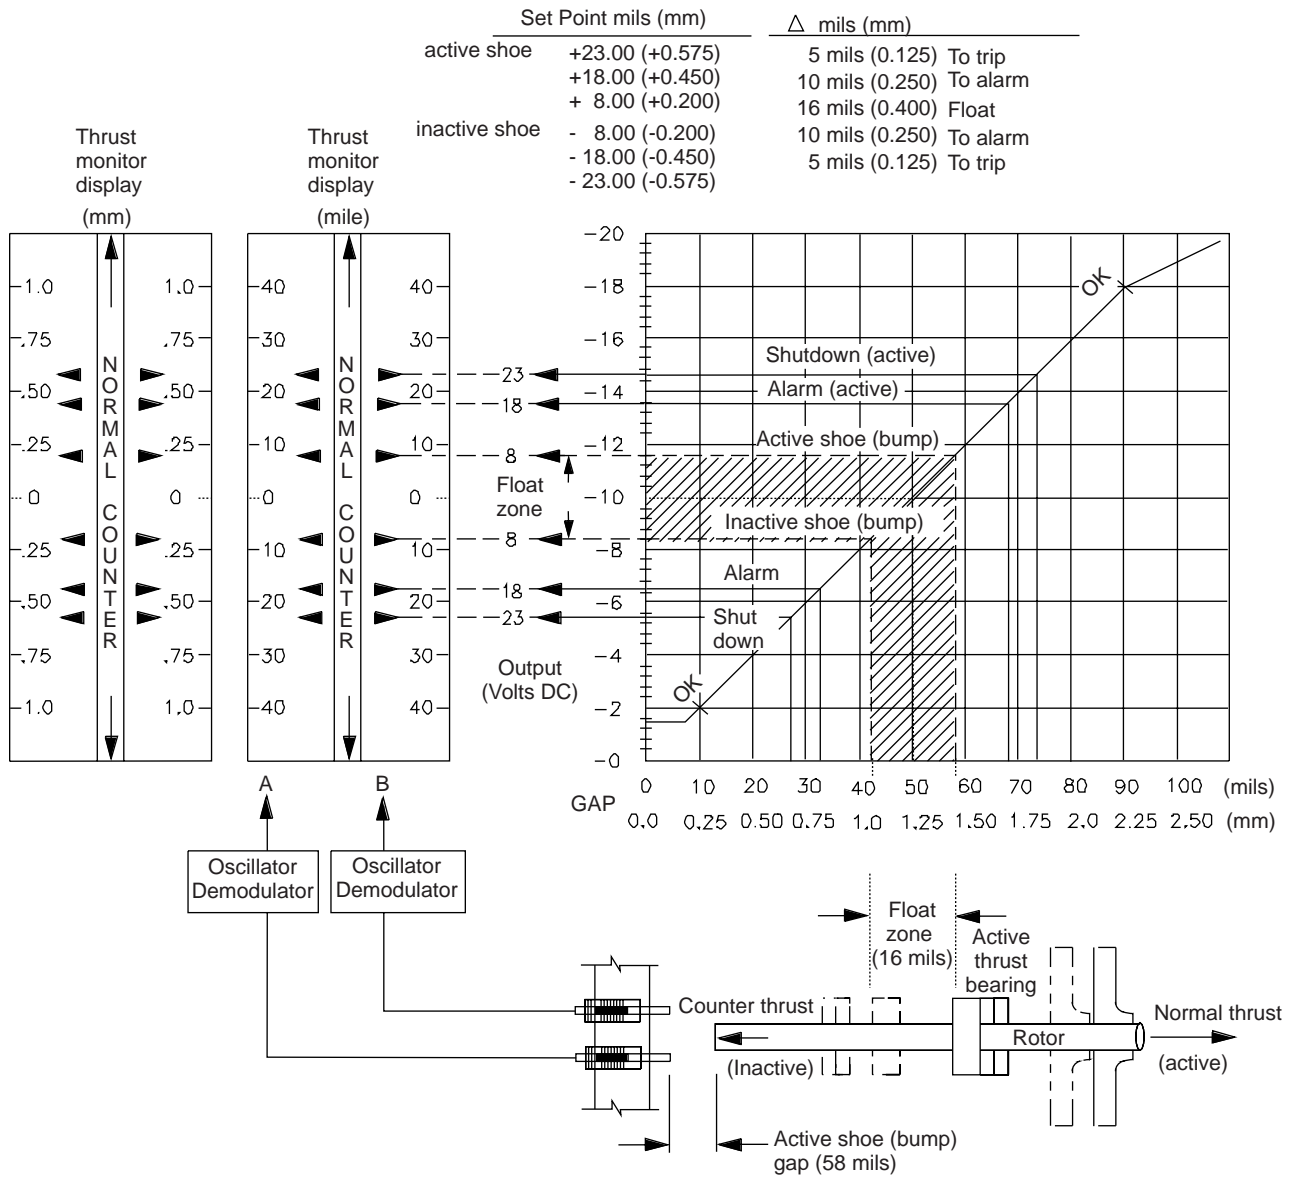 Set Point mils (mm)
△ mils (mm)
active shoe +23.00 (+0.575)
+18.00 (+0.450)
+ 8.00 (+0.200)
inactive shoe - 8.00 (-0.200)
- 18.00 (-0.450)
- 23.00 (-0.575)
5 mils (0.125) To trip
10 mils (0.250) To alarm
16 mils (0.400) Float
10 mils (0.250) To alarm
5 mils (0.125) To trip
Thrust
monitor
display
(mm)
1.0 1.0
.75 .75
.50 .50
.25 .25
0 0
.25 .25
.50 .50
.75 .75
1.0 1.0
NORMAL COUNTER
Thrust
monitor
display
(mile)
40 40
30 30
20 20
10 10
0 0
10 10
20 20
30 30
40 40
NORMAL COUNTER
23
18
8
Float
zone
8
18
23
Output
(Volts DC)
-20
-18
-16
-14
-12
-10
-8
-6
-4
-2
-0
OK
Shutdown (active)
Alarm (active)
Active shoe (bump)
Inactive shoe (bump)
Alarm
Shut
down
OK
GAP
0 10 20 30 40 50 60 70 80 90 100 (mils)
0.0 0.25 0.50 0.75 1.0 1.25 1.50 1.75 2.0 2.25 2.50 (mm)
A
B
Oscillator
Demodulator
Oscillator
Demodulator
Float
zone
(16 mils)
Active
thrust
bearing
Counter thrust
(Inactive)
Rotor
Normal thrust
(active)
Active shoe (bump)
gap (58 mils)